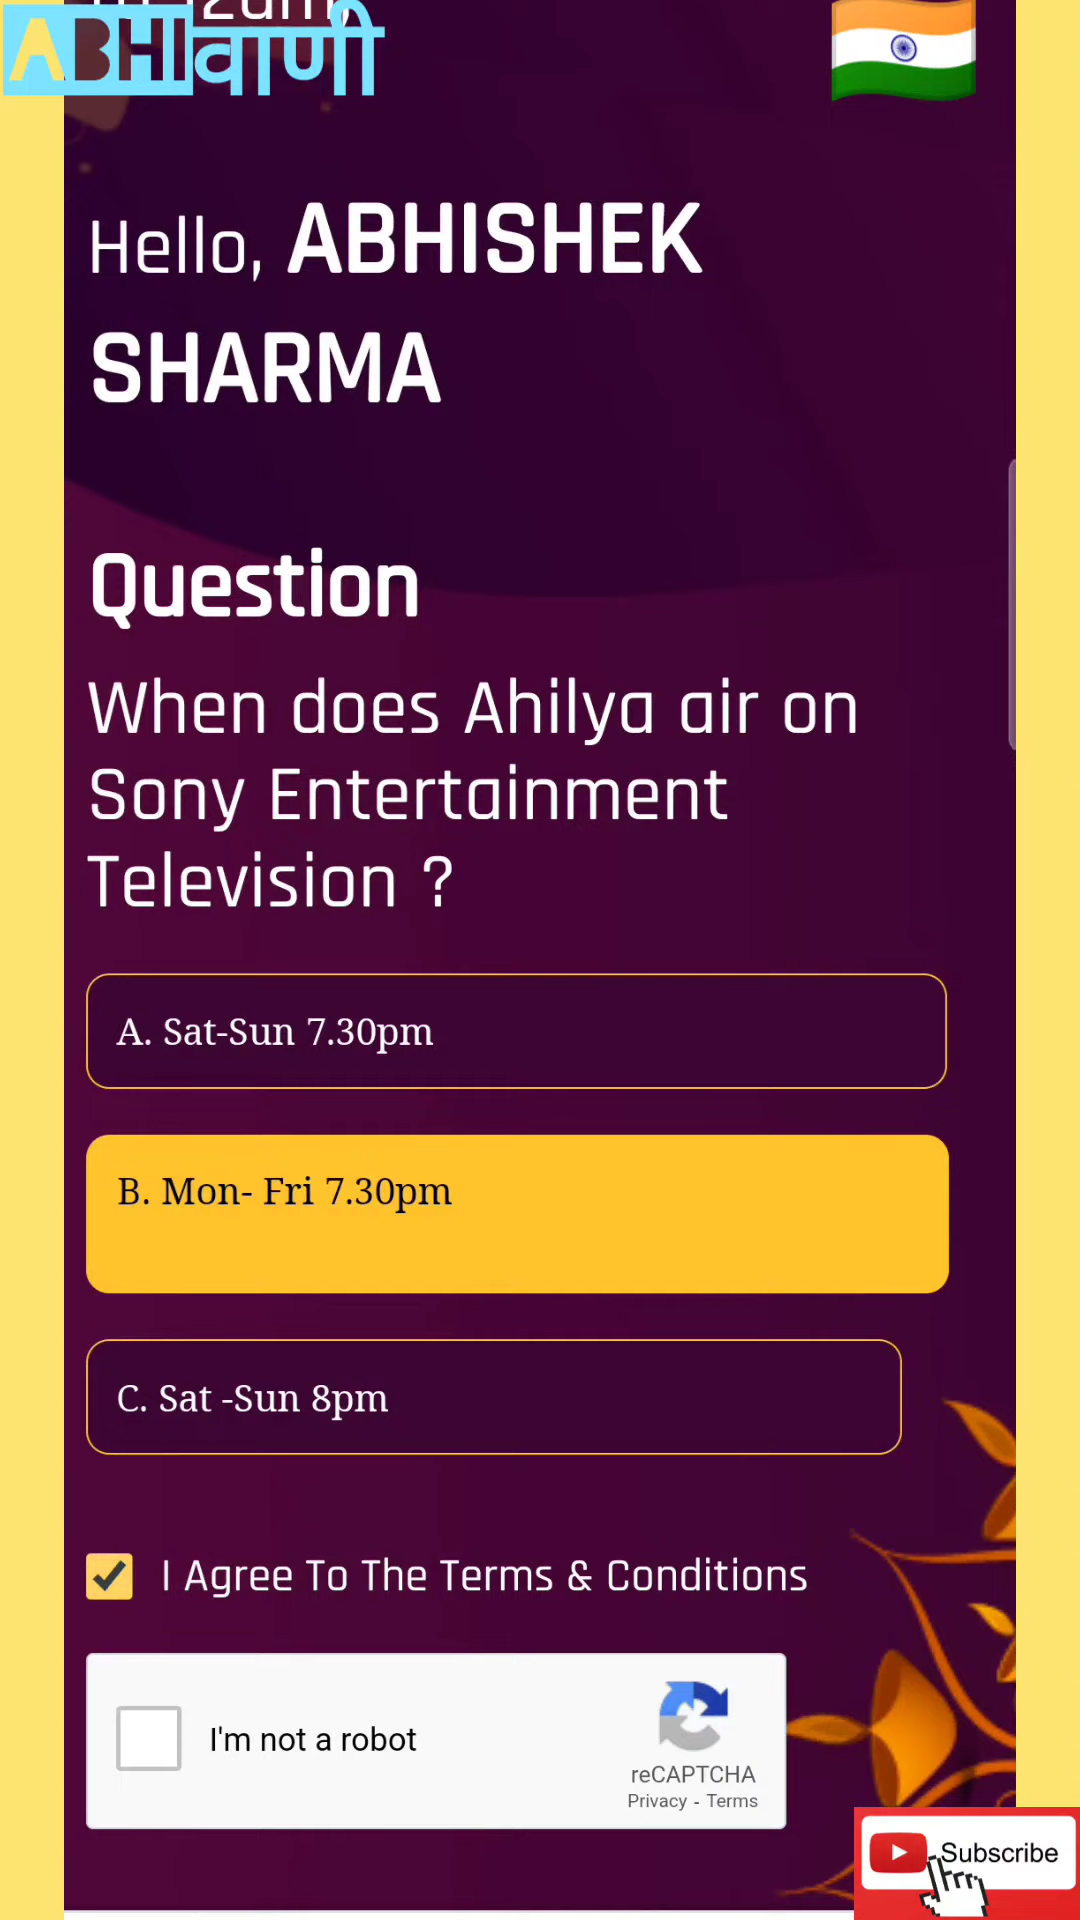 ABHIवाणी
Hello, ABHISHEK
SHARMA
Question
When does Ahilya air on
Sony Entertainment
Television ?
A. Sat-Sun 7.30pm
B. Mon- Fri 7.30pm
C. Sat -Sun 8pm
I Agree To The Terms & Conditions
I'm not a robot
reCAPTCHA
Privacy - Terms
Subscribe